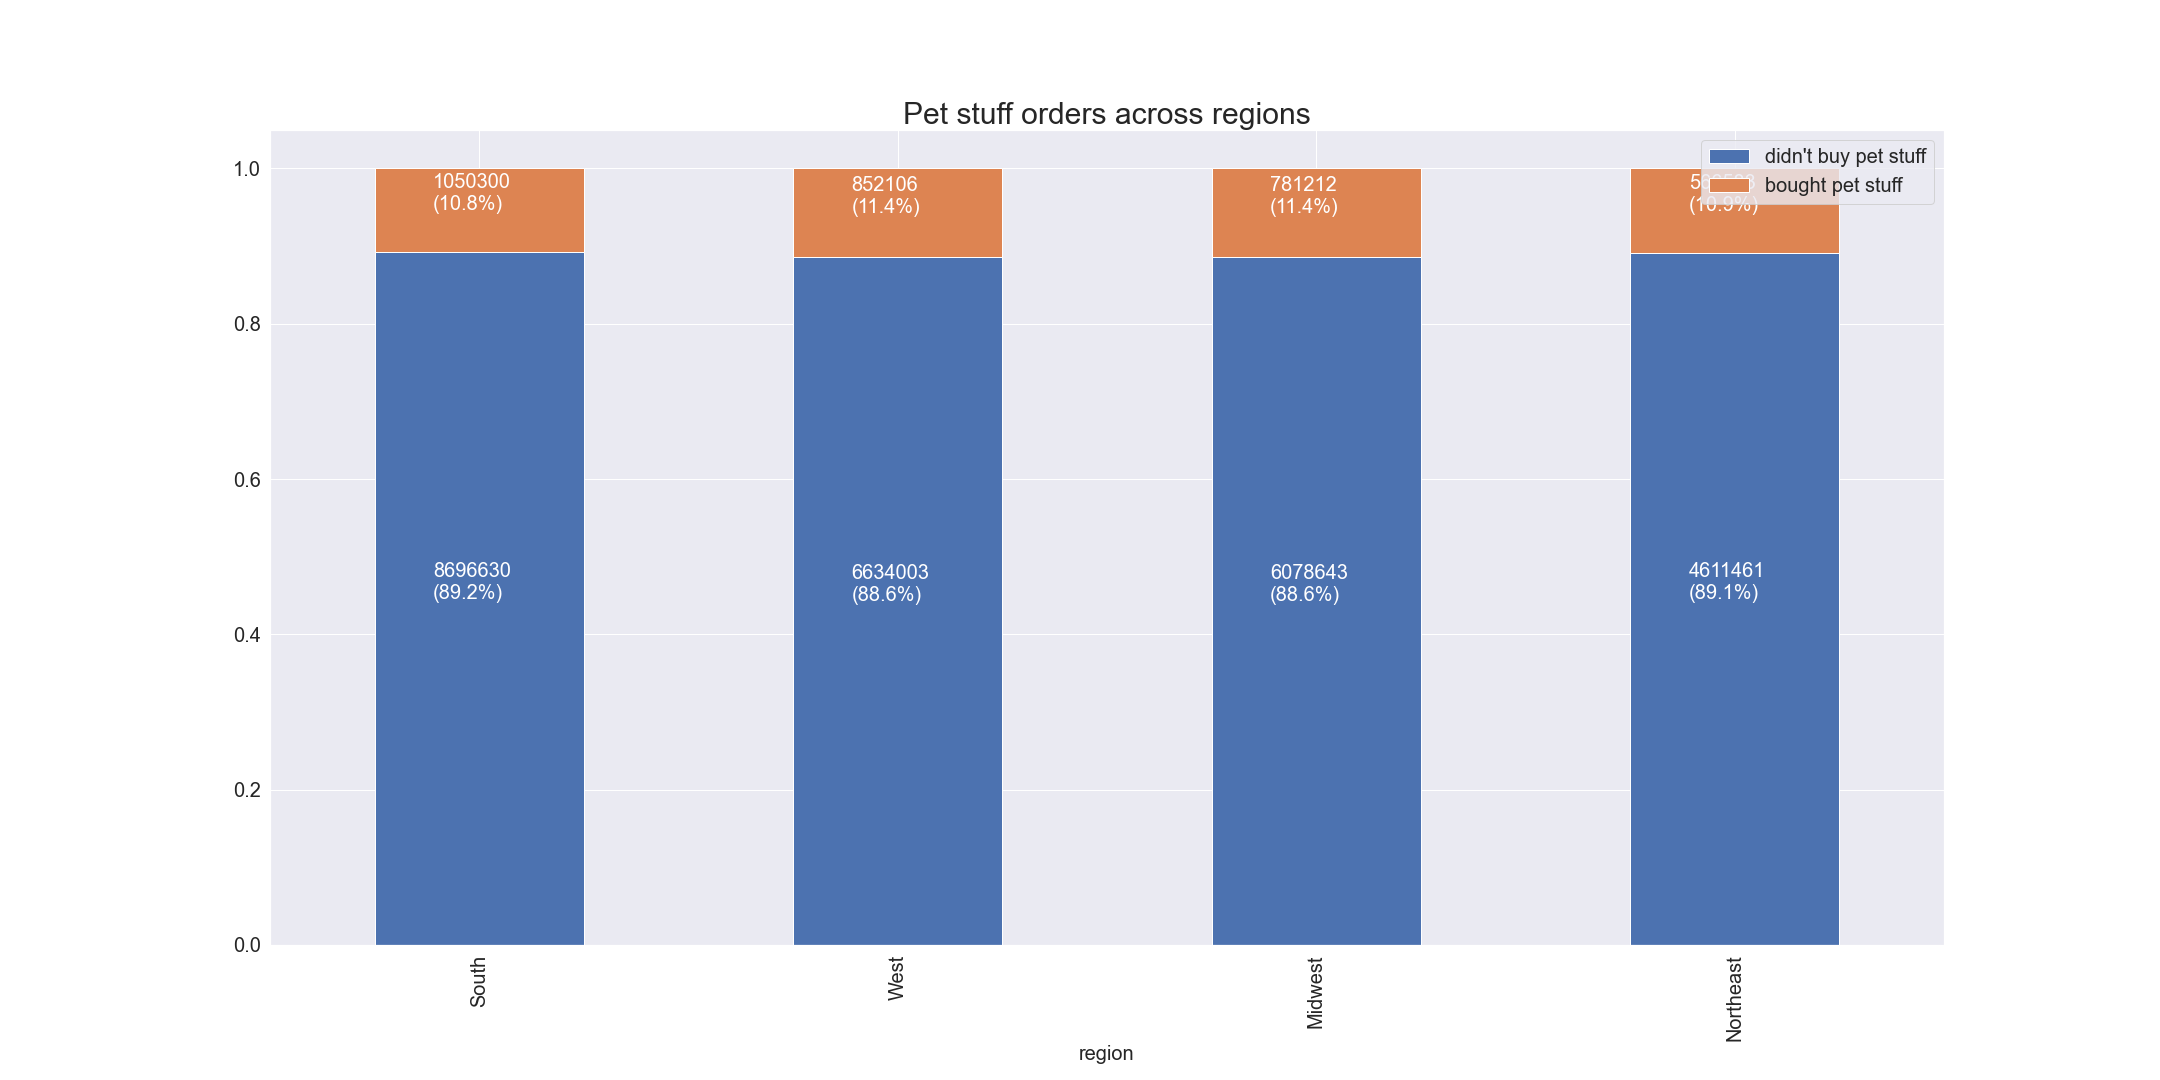 Pet stuff orders across regions
didn't buy pet stuff
bought pet stuff
1.0
0.8
0.6
0.4
0.2
0.0
1050300
(10.8%)
852106
(11.4%)
781212
(11.4%)
(10.9%)
8696630
(89.2%)
6634003
(88.6%)
6078643
(88.6%)
4611461
(89.1%)
South
West
Midwest
Northeast
region